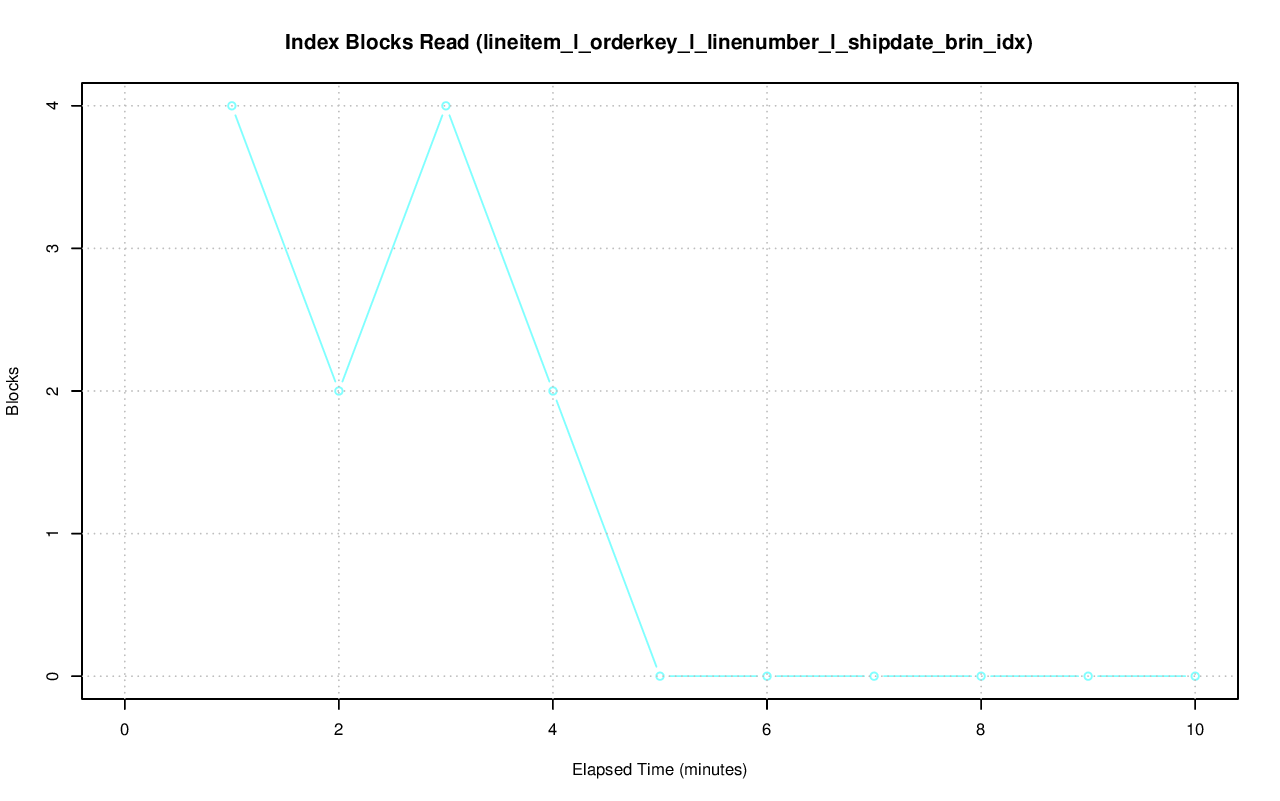 Index Blocks Read (lineitem_l_orderkey_l_linenumber_l_shipdate_brin_idx)
4
3
2
1
0
Blocks
0 2 4 6 8 10
Elapsed Time (minutes)